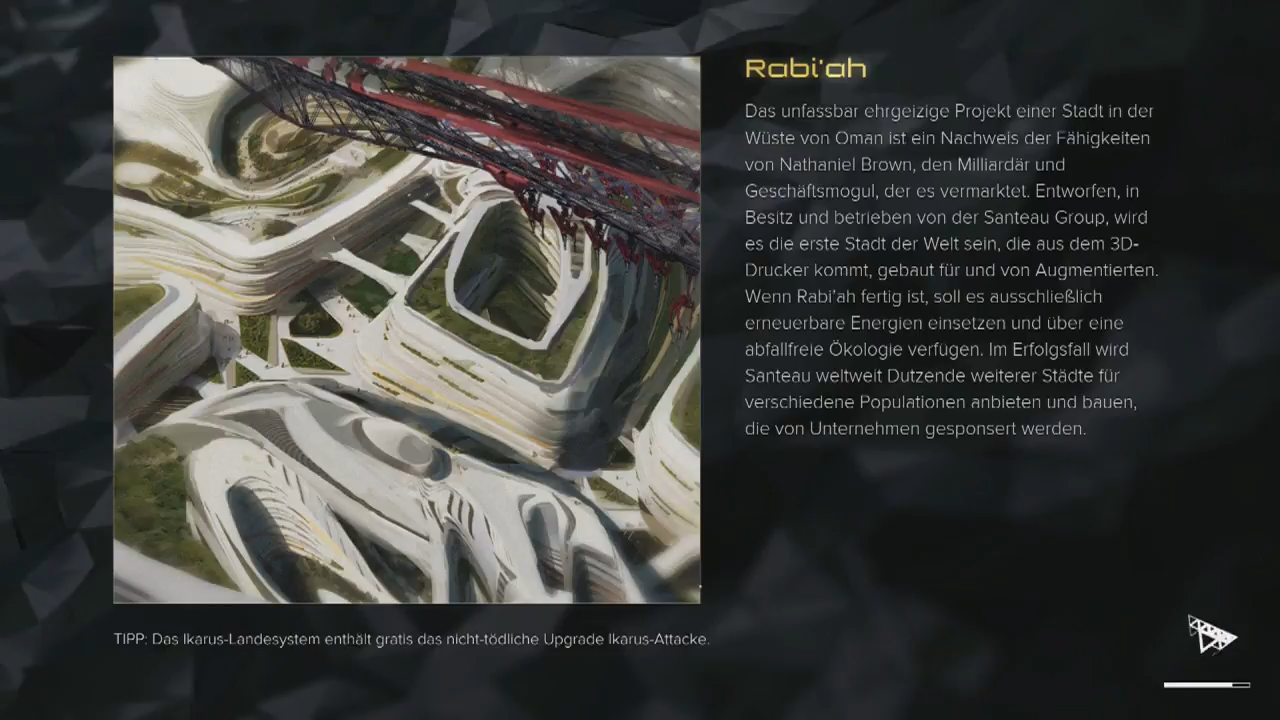 Rabi'ah
Das unfassbar ehrgeizige Projekt einer Stadt in der
Wüste von Oman ist ein Nachweis der Fähigkeiten
von Nathaniel Brown, den Milliardär und
Geschäftsmogul, der es vermarktet. Entworfen, in
Besitz und betrieben von der Santeau Group, wird
es die erste Stadt der Welt sein, die aus dem 3D-
Drucker kommt, gebaut für und von Augmentierten.
Wenn Rabi'ah fertig ist, soll es ausschließlich
erneuerbare Energien einsetzen und über eine
abfallfreie Ökologie verfügen. Im Erfolgsfall wird
Santeau weltweit Dutzende weiterer Städte für
verschiedene Populationen anbieten und bauen,
die von Unternehmen gesponsert werden.
TIPP: Das Ikarus-Landesystem enthält gratis das nicht-tödliche Upgrade Ikarus-Attacke.